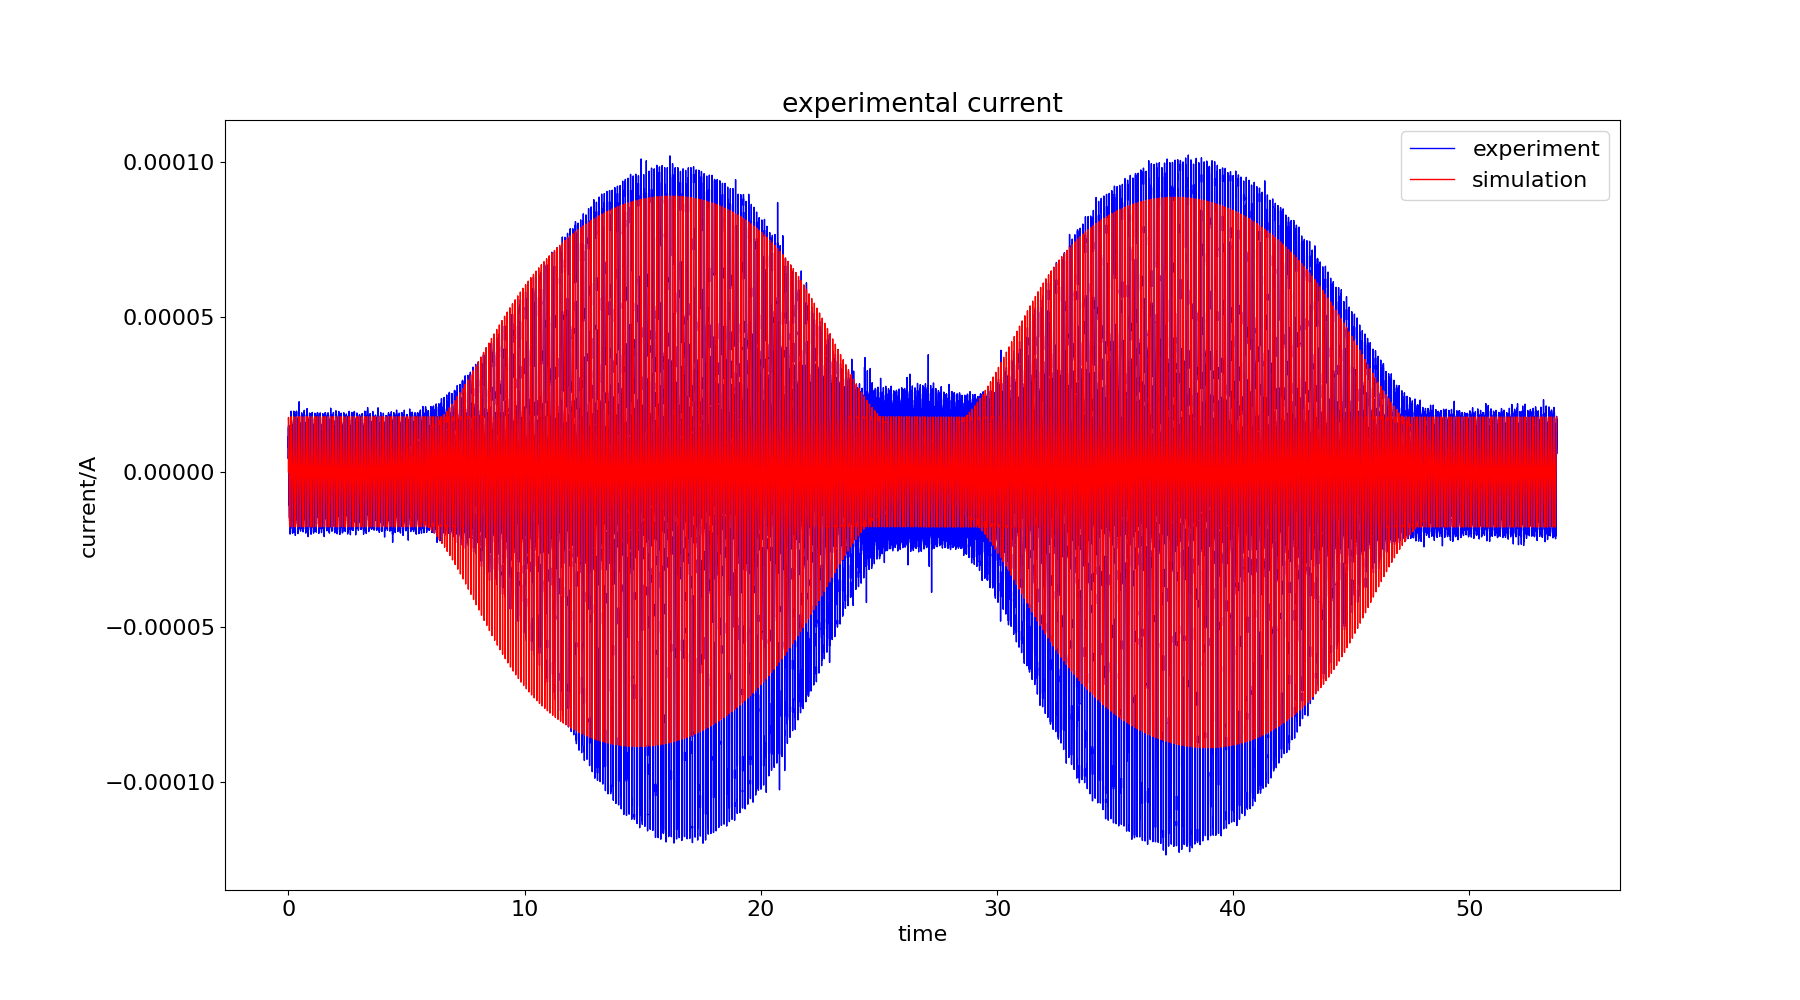 experimental current
experiment
simulation
0.00010
0.00005
0.00000
−0.00005
−0.00010
current/A
0 10 20 30 40 50
time